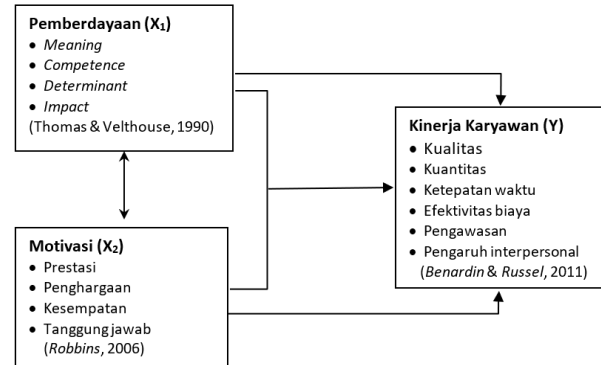 Pemberdayaan (X₁)
• Meaning
• Competence
• Determinant
• Impact
(Thomas & Velthouse, 1990)
Kinerja Karyawan (Y)
• Kualitas
• Kuantitas
• Ketepatan waktu
• Efektivitas biaya
• Pengawasan
• Pengaruh interpersonal
(Benardin & Russel, 2011)
Motivasi (X₂)
• Prestasi
• Penghargaan
• Kesempatan
• Tanggung jawab
(Robbins, 2006)